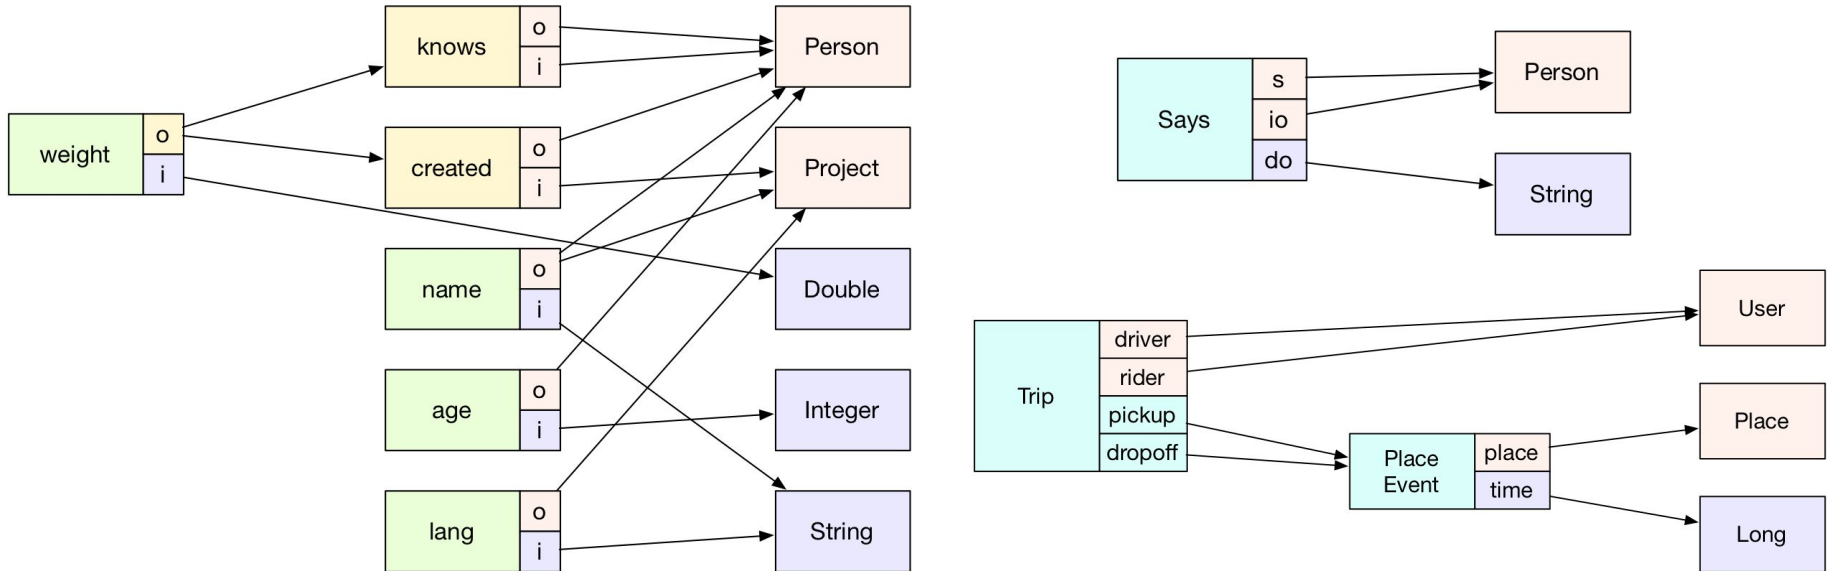 weight
o
i
knows
o
i
created
o
i
name
o
i
age
o
i
lang
o
i
Person
Project
Double
Integer
String
Says
s
io
do
Person
String
Trip
driver
rider
pickup
dropoff
Place
Event
place
time
User
Place
Long